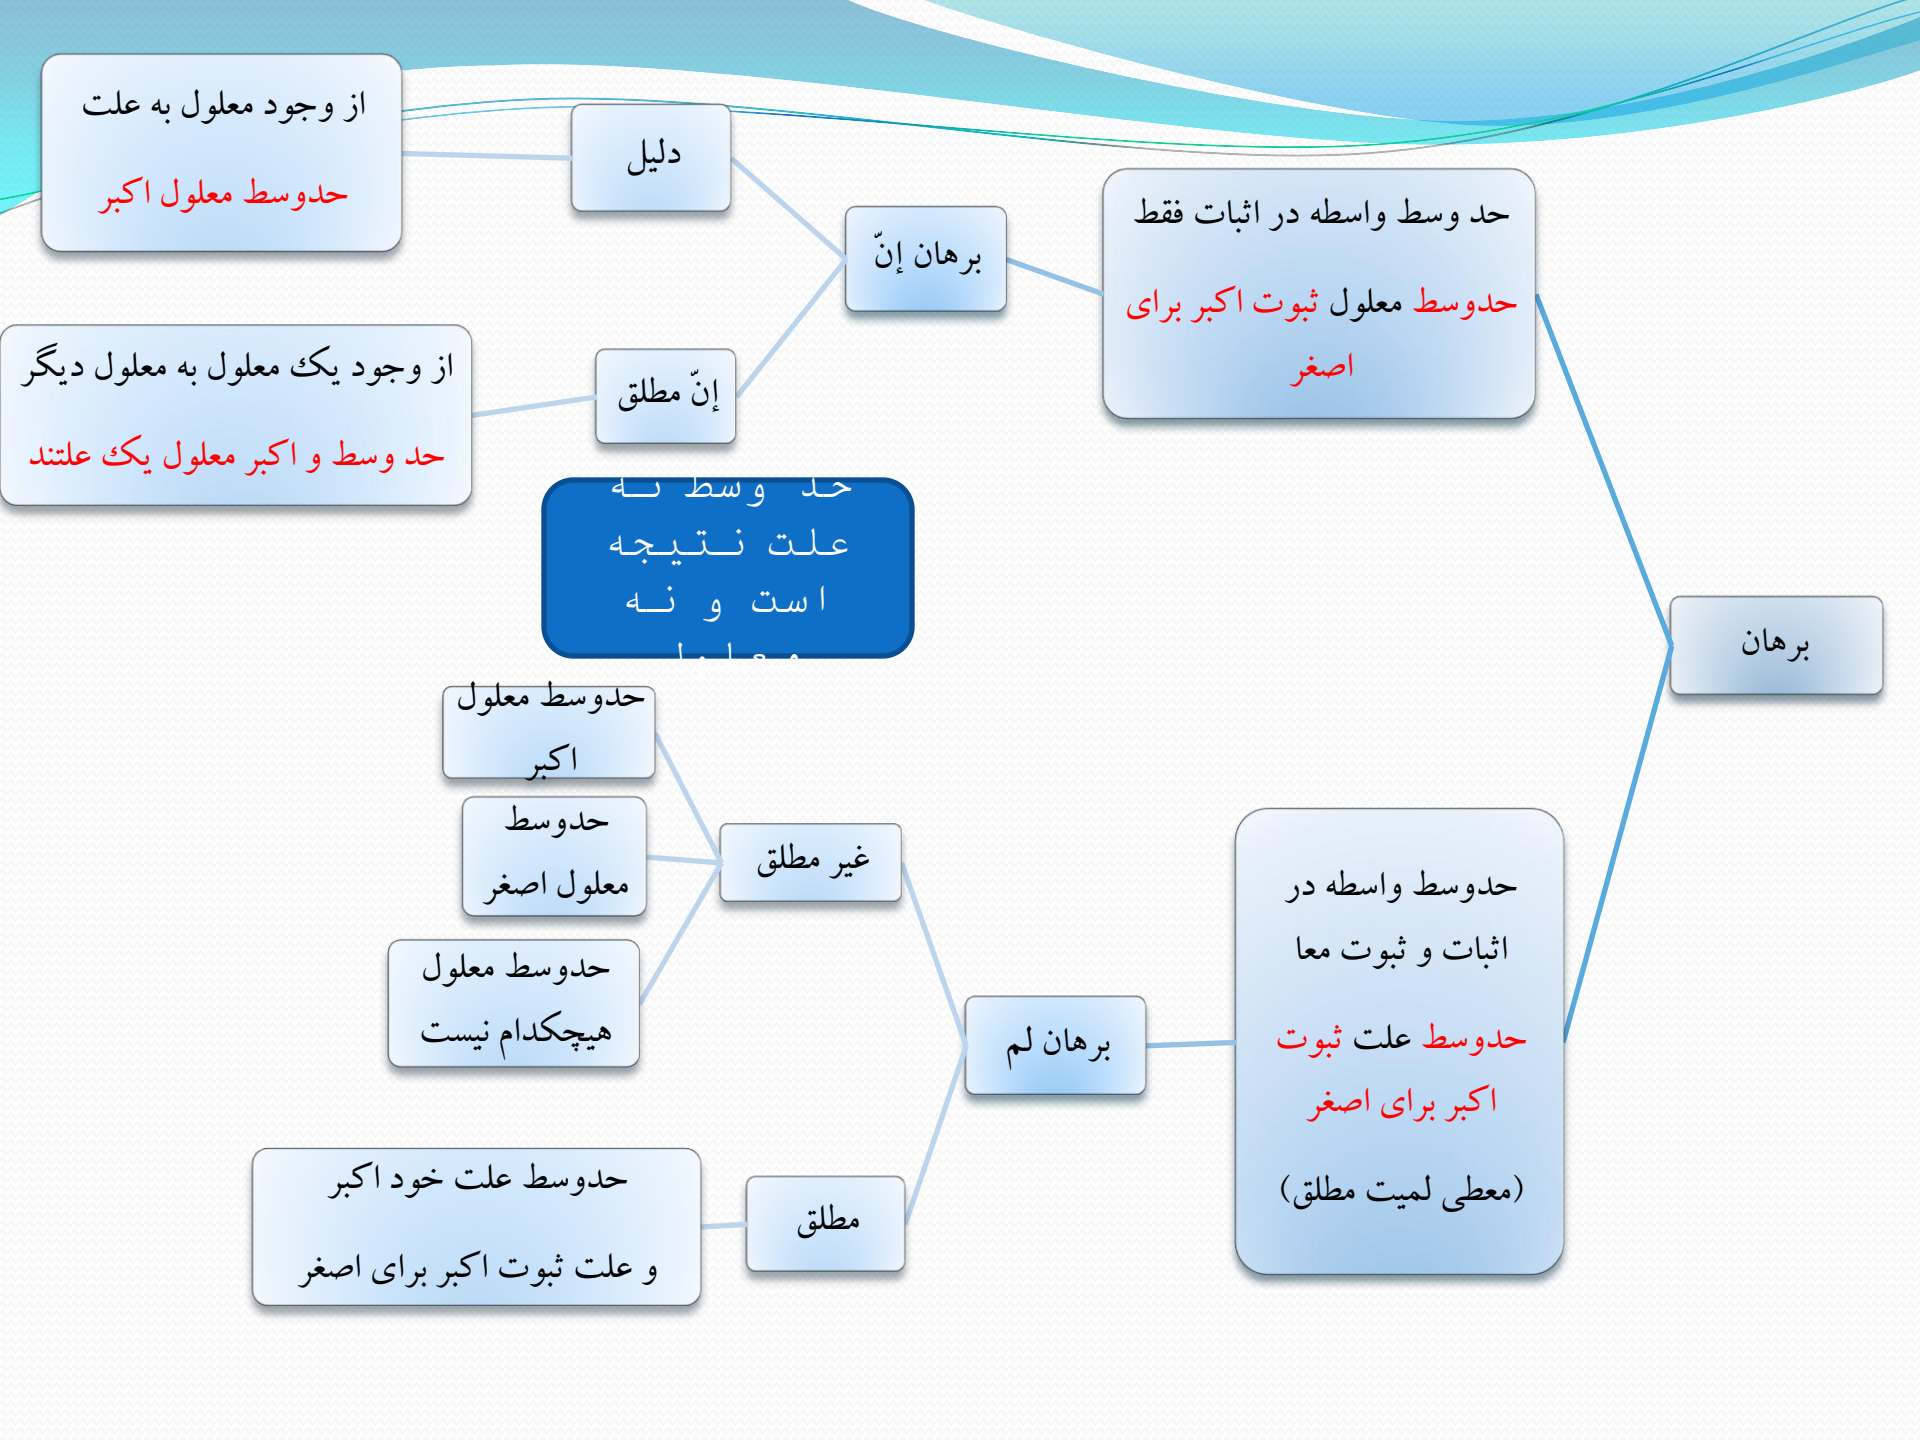 برهان
حد وسط واسطه در اثبات فقط
حدوسط معلول ثبوت اکبر برای
اصغر
برهان إنّ
دلیل
از وجود معلول به علت
حدوسط معلول اکبر
إنّ مطلق
از وجود یک معلول به معلول دیگر
حد وسط و اکبر معلول یک علتند
حد وسط نه
علت نتیجه
است و نه
حدوسط واسطه در
اثبات و ثبوت معا
حدوسط علت ثبوت
اکبر برای اصغر
(معطی لمیت مطلق)
برهان لم
غیر مطلق
حدوسط معلول
اکبر
حدوسط
معلول اصغر
حدوسط معلول
هیچکدام نیست
مطلق
حدوسط علت خود اکبر
و علت ثبوت اکبر برای اصغر